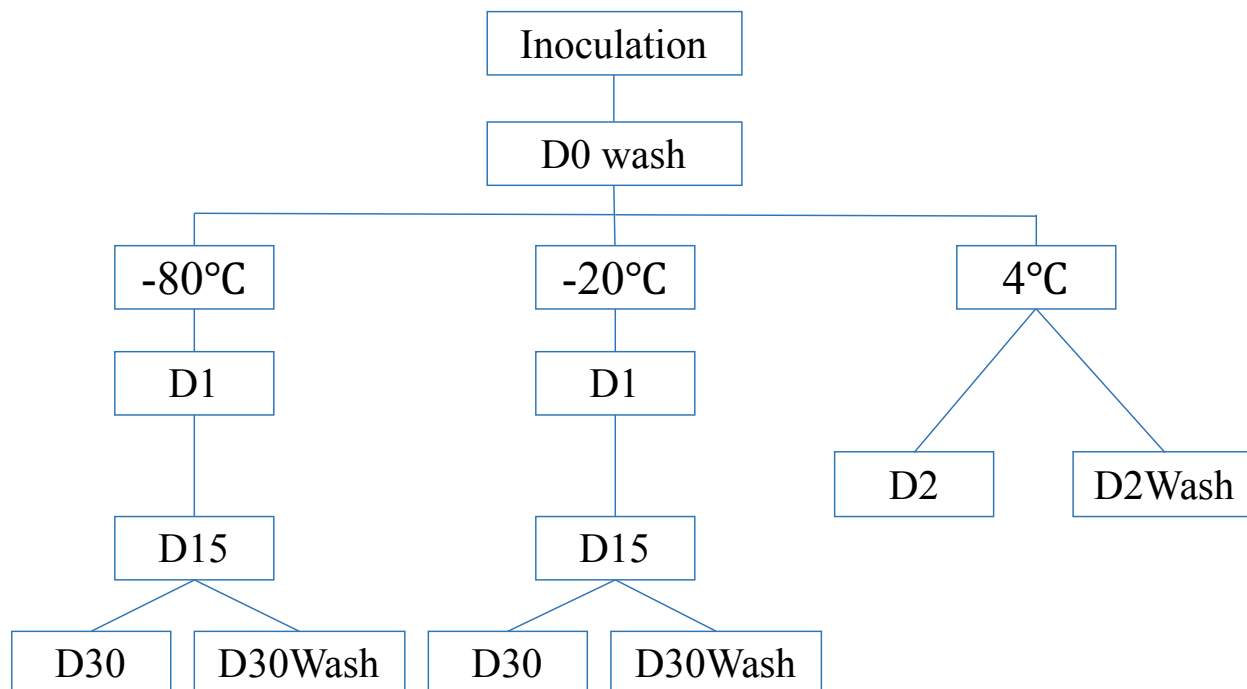 Inoculation
D0 wash
-80°C
-20°C
4°C
D1
D1
D2
D2Wash
D15
D15
D30
D30Wash
D30
D30Wash